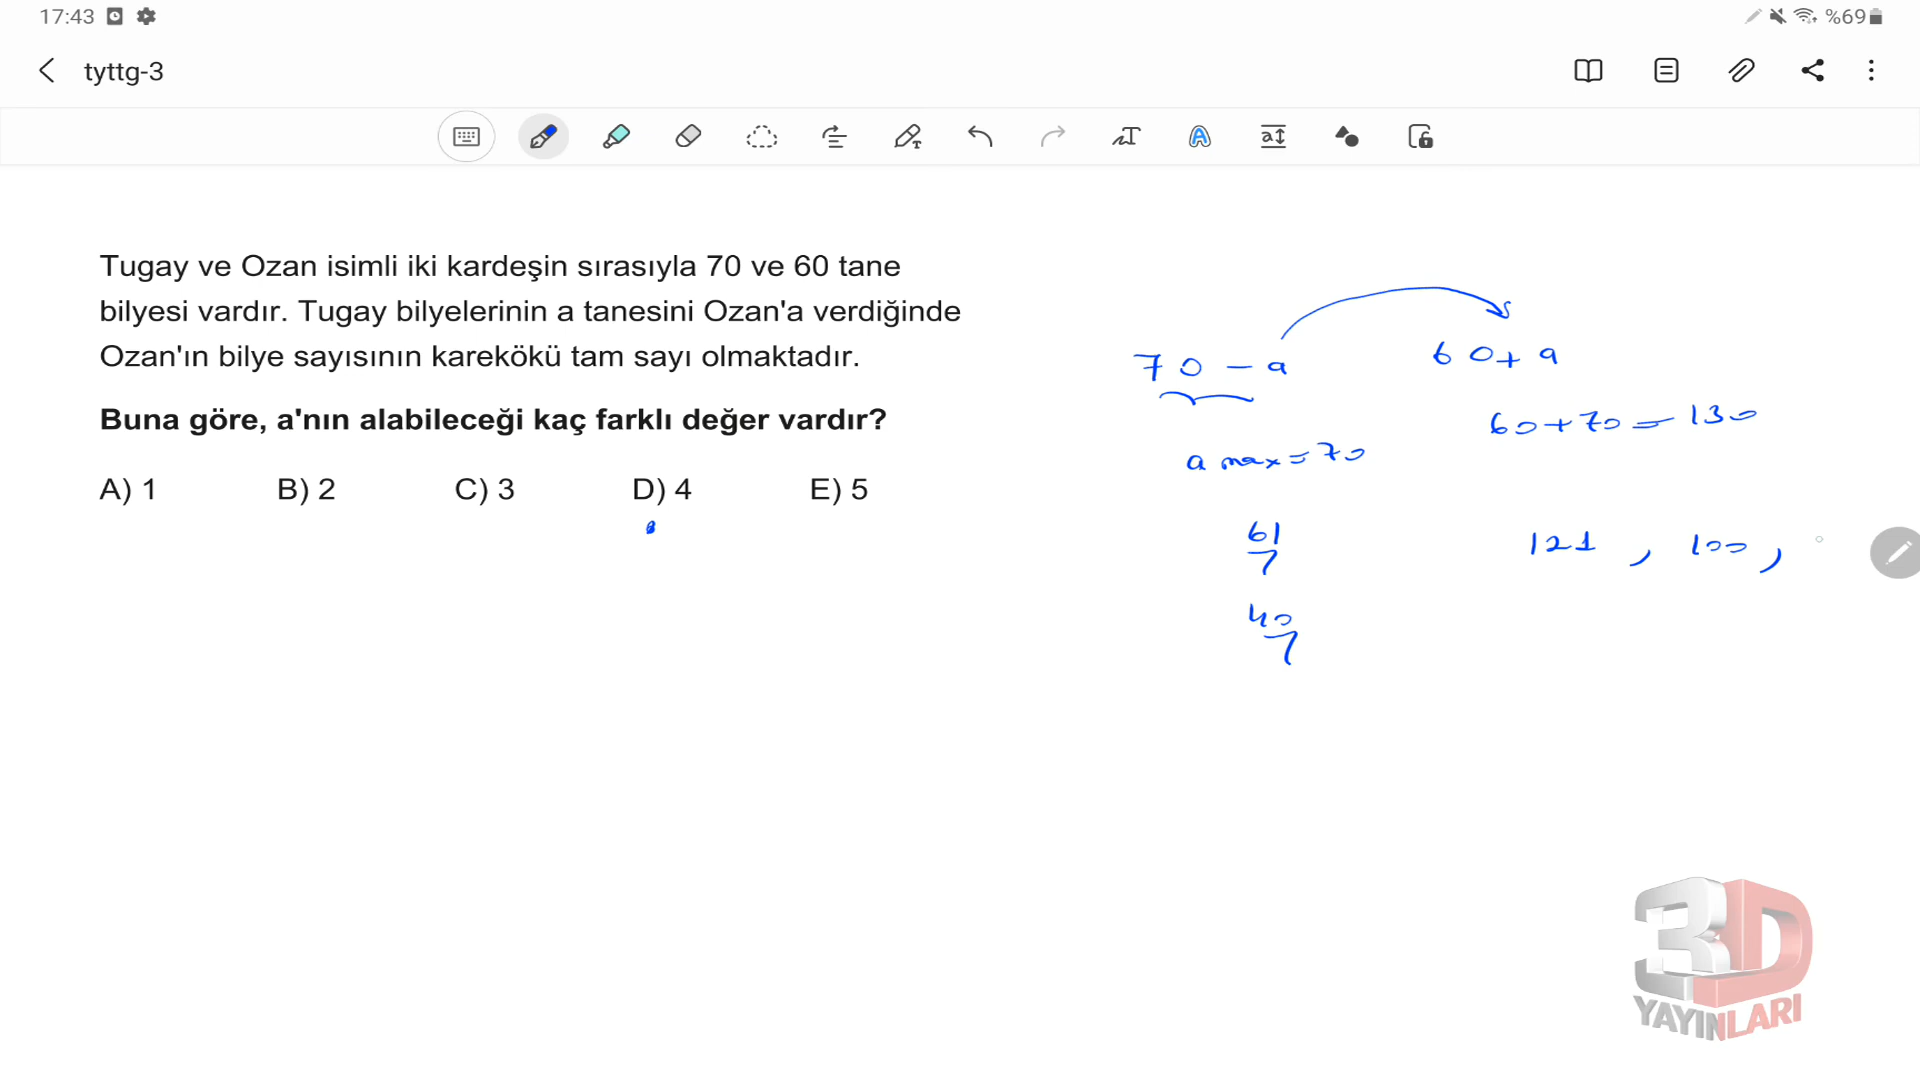 17:43 %69
tyttg-3
Tugay ve Ozan isimli iki kardeşin sırasıyla 70 ve 60 tane
bilyesi vardır. Tugay bilyelerinin a tanesini Ozan'a verdiğinde
Ozan'ın bilye sayısının karekökü tam sayı olmaktadır.
Buna göre, a'nın alabileceği kaç farklı değer vardır?
A) 1 B) 2 C) 3 D) 4 E) 5
70 - a 60 + a
60 + 70 = 130
a max = 70
61 121 , 100 ,
40
3D
YAYINLARI